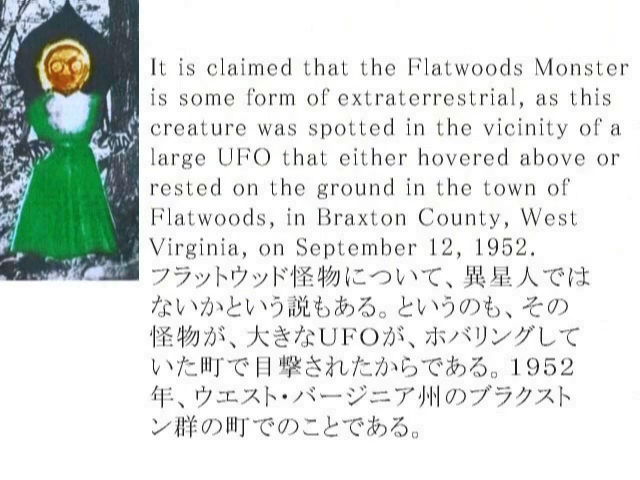 It is claimed that the Flatwoods Monster
is some form of extraterrestrial, as this
creature was spotted in the vicinity of a
large UFO that either hovered above or
rested on the ground in the town of
Flatwoods, in Braxton County, West
Virginia, on September 12, 1952.
フラットウッド怪物について、異星人では
ないかという説もある。というのも、その
怪物が、大きなUFOが、ホバリングして
いた町で目撃されたからである。1952
年、ウエスト・バージニア州のブラクスト
ン群の町でのことである。